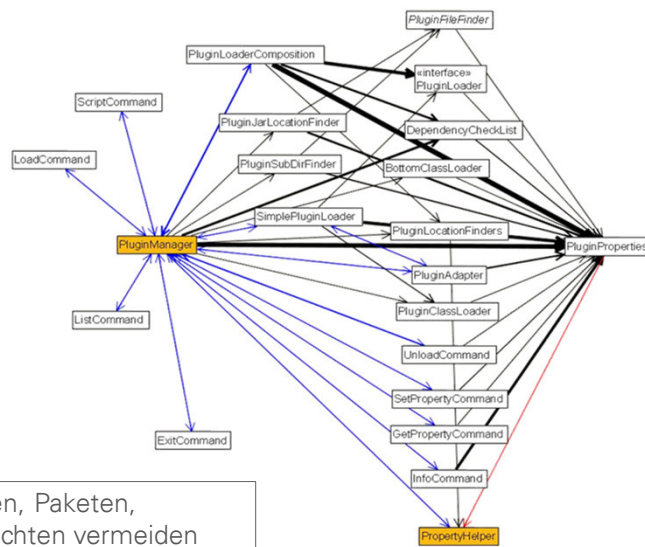 PluginFileFinder
PluginLoaderComposition
«interface»
PluginLoader
ScriptCommand
PluginJarLocationFinder
DependencyCheckList
LoadCommand
PluginSubDirFinder
BottomClassLoader
SimplePluginLoader
PluginLocationFinders
PluginManager
PluginProperties
PluginAdapter
PluginClassLoader
ListCommand
UnloadCommand
SetPropertyCommand
GetPropertyCommand
ExitCommand
InfoCommand
en, Paketen,
chten vermeiden
PropertyHelper